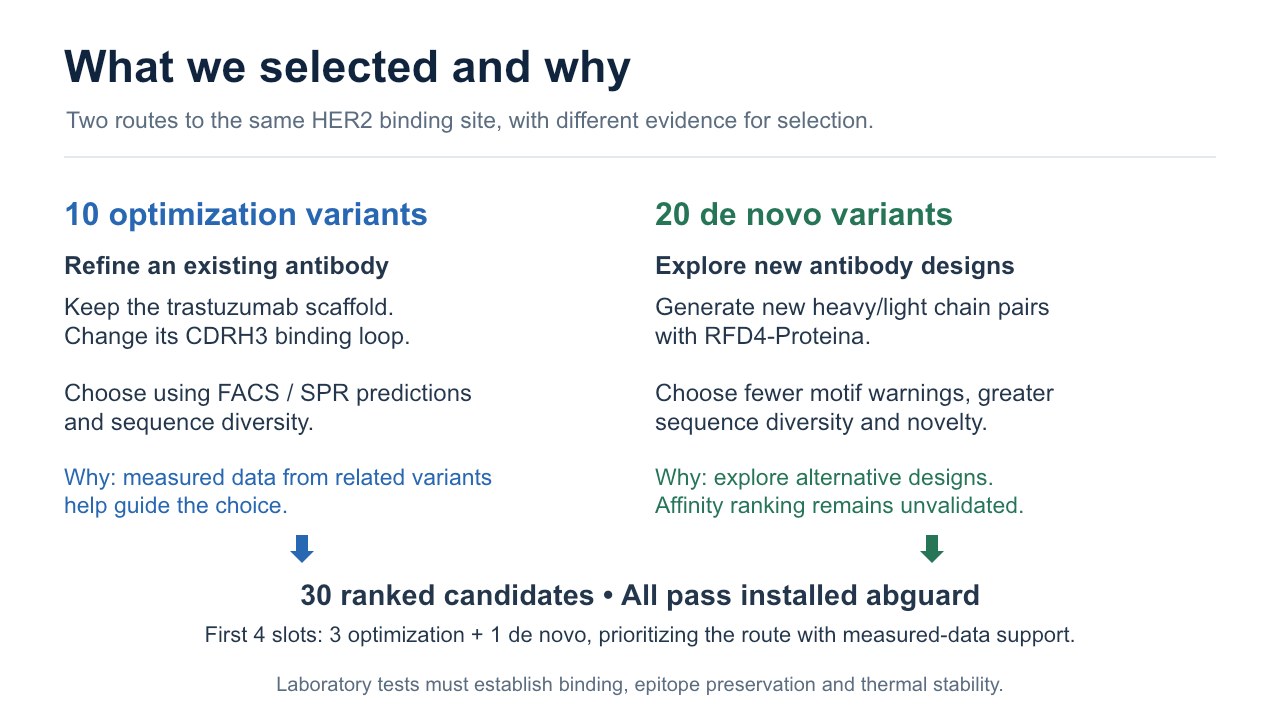 What we selected and why
Two routes to the same HER2 binding site, with different evidence for selection.
10 optimization variants
Refine an existing antibody
Keep the trastuzumab scaffold.
Change its CDRH3 binding loop.
Choose using FACS / SPR predictions
and sequence diversity.
Why: measured data from related variants
help guide the choice.
20 de novo variants
Explore new antibody designs
Generate new heavy/light chain pairs
with RFD4-Proteina.
Choose fewer motif warnings, greater
sequence diversity and novelty.
Why: explore alternative designs.
Affinity ranking remains unvalidated.
30 ranked candidates • All pass installed abguard
First 4 slots: 3 optimization + 1 de novo, prioritizing the route with measured-data support.
Laboratory tests must establish binding, epitope preservation and thermal stability.